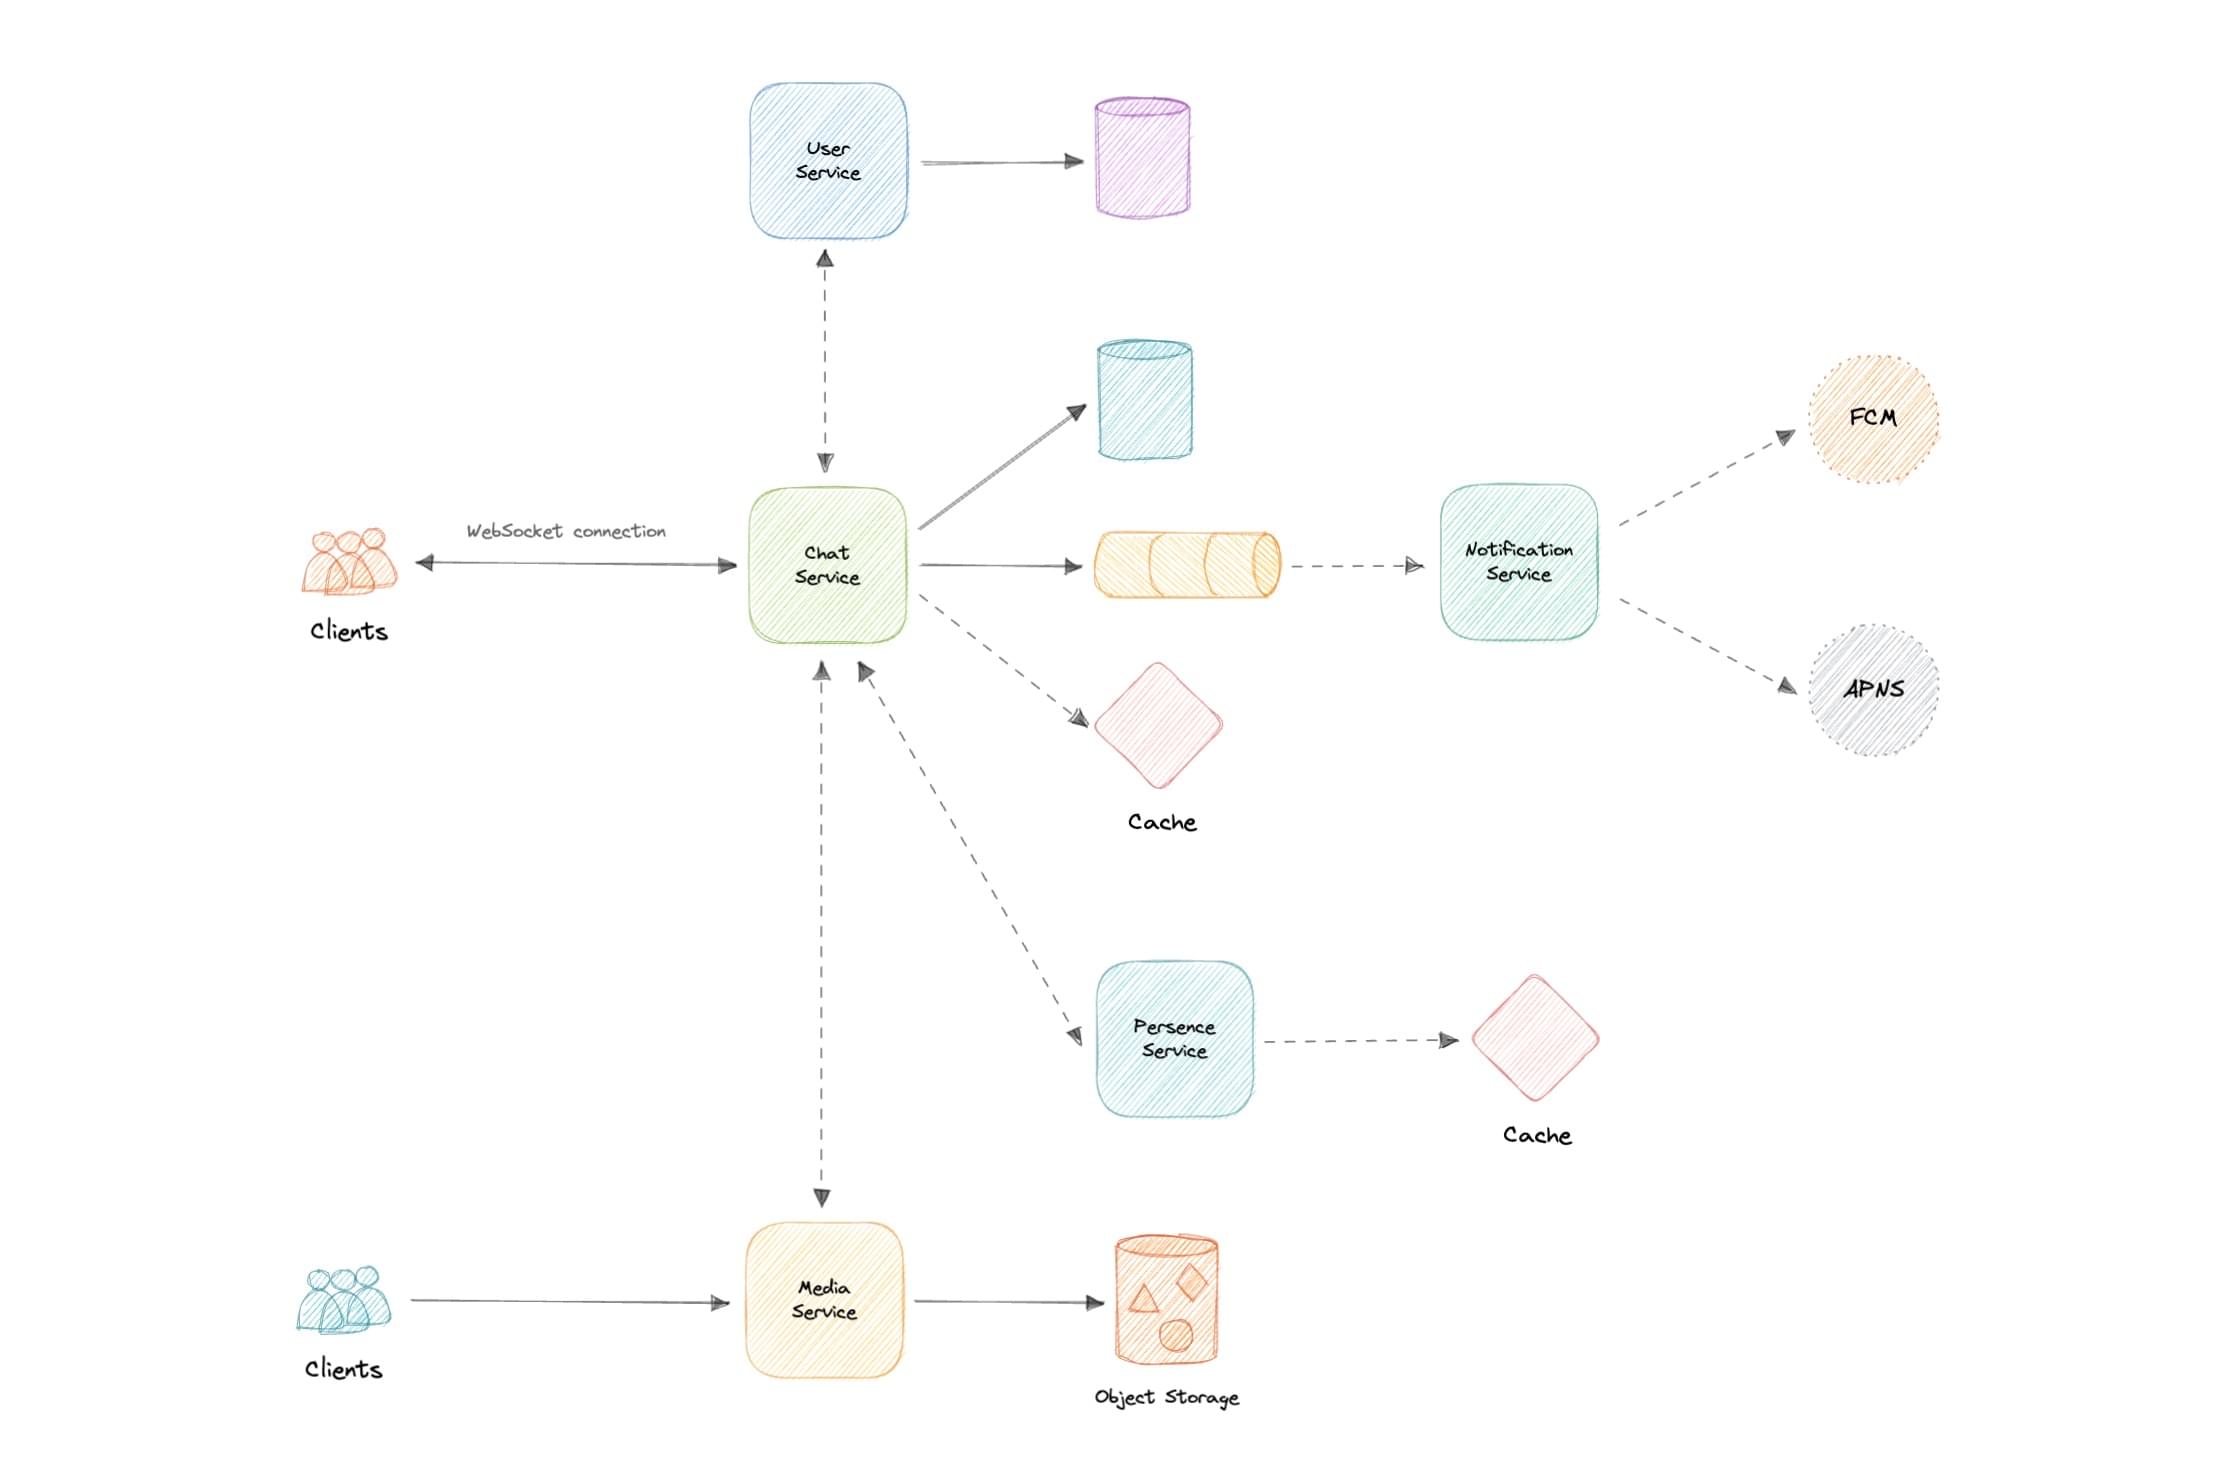 User
Service
FCM
WebSocket connection
Chat
Service
Notification
Service
Clients
APNS
Cache
Persence
Service
Cache
Media
Service
Clients
Object Storage